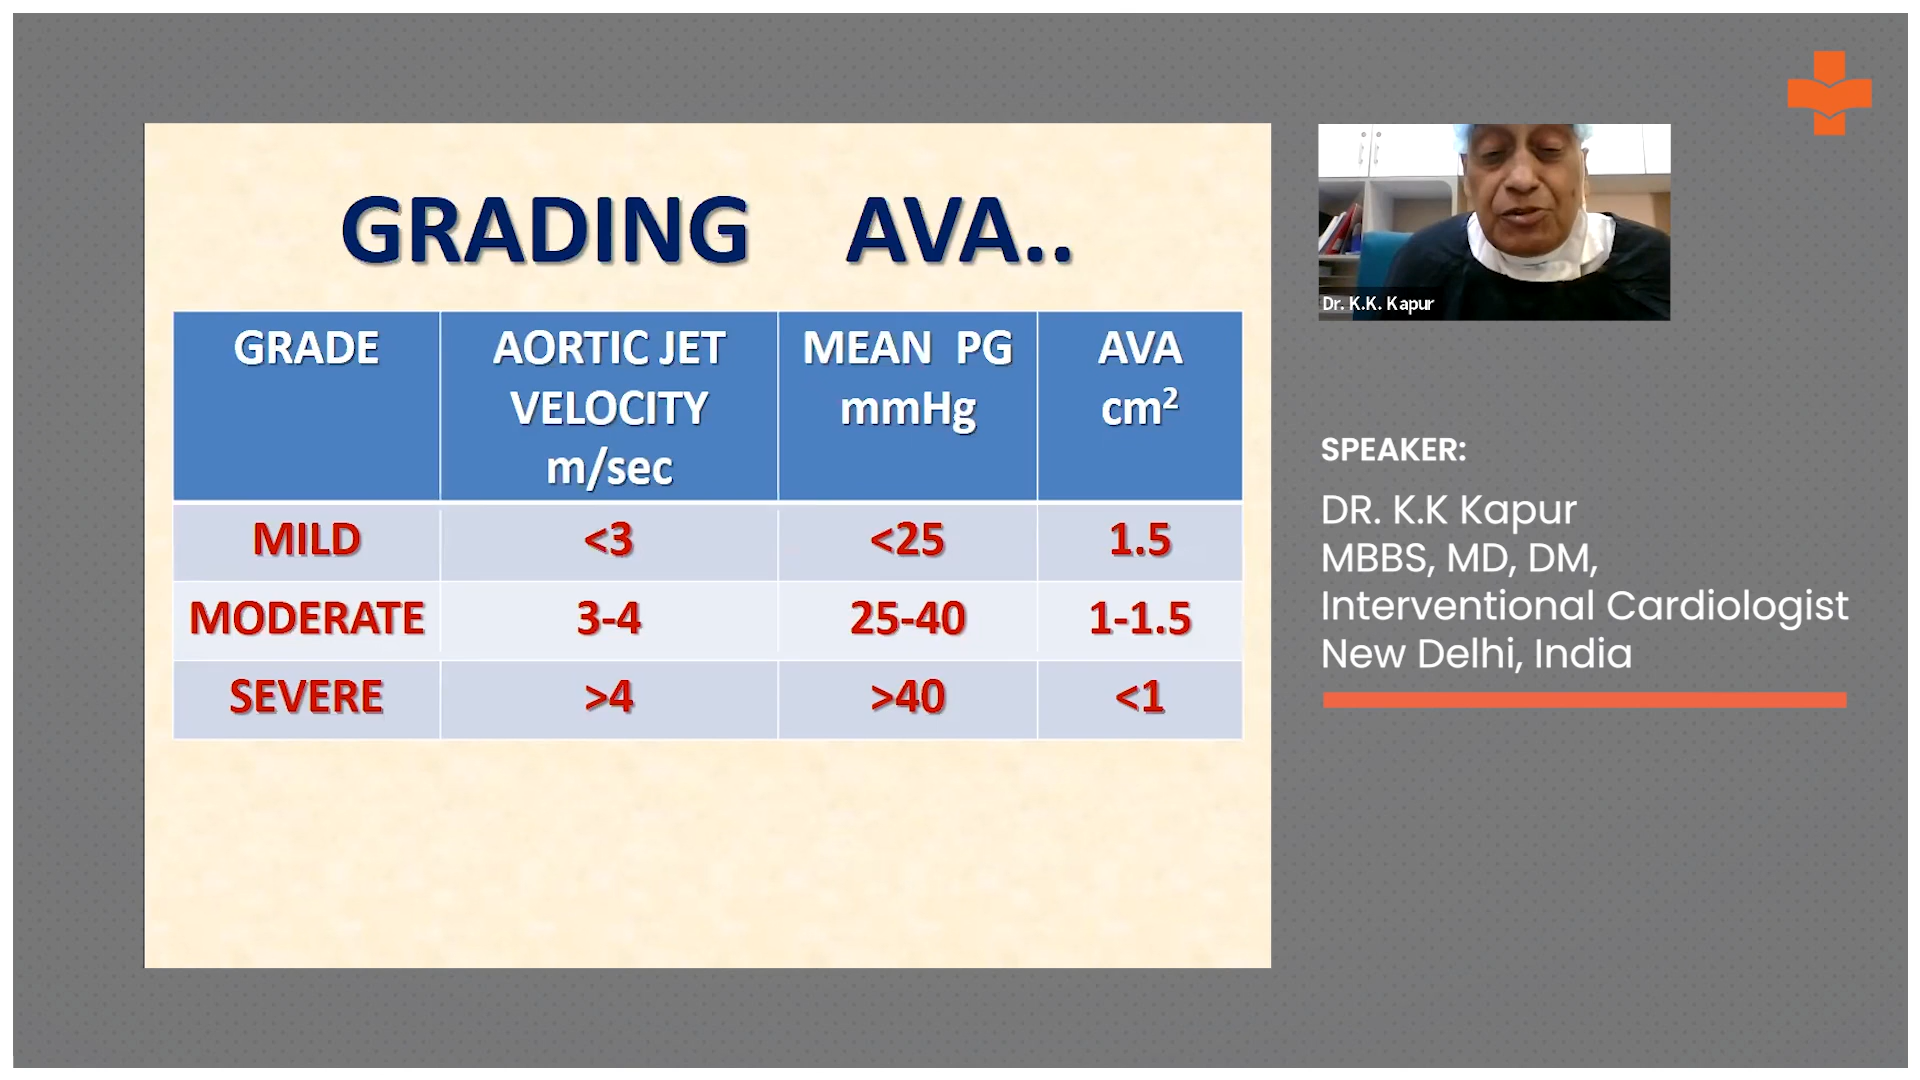 GRADING AVA..
GRADE
AORTIC JET
VELOCITY
m/sec
MEAN PG
mmHg
AVA
cm²
MILD <3 <25 1.5
MODERATE 3-4 25-40 1-1.5
SEVERE >4 >40 <1
Dr. K.K. Kapur
SPEAKER:
DR. K.K Kapur
MBBS, MD, DM,
Interventional Cardiologist
New Delhi, India